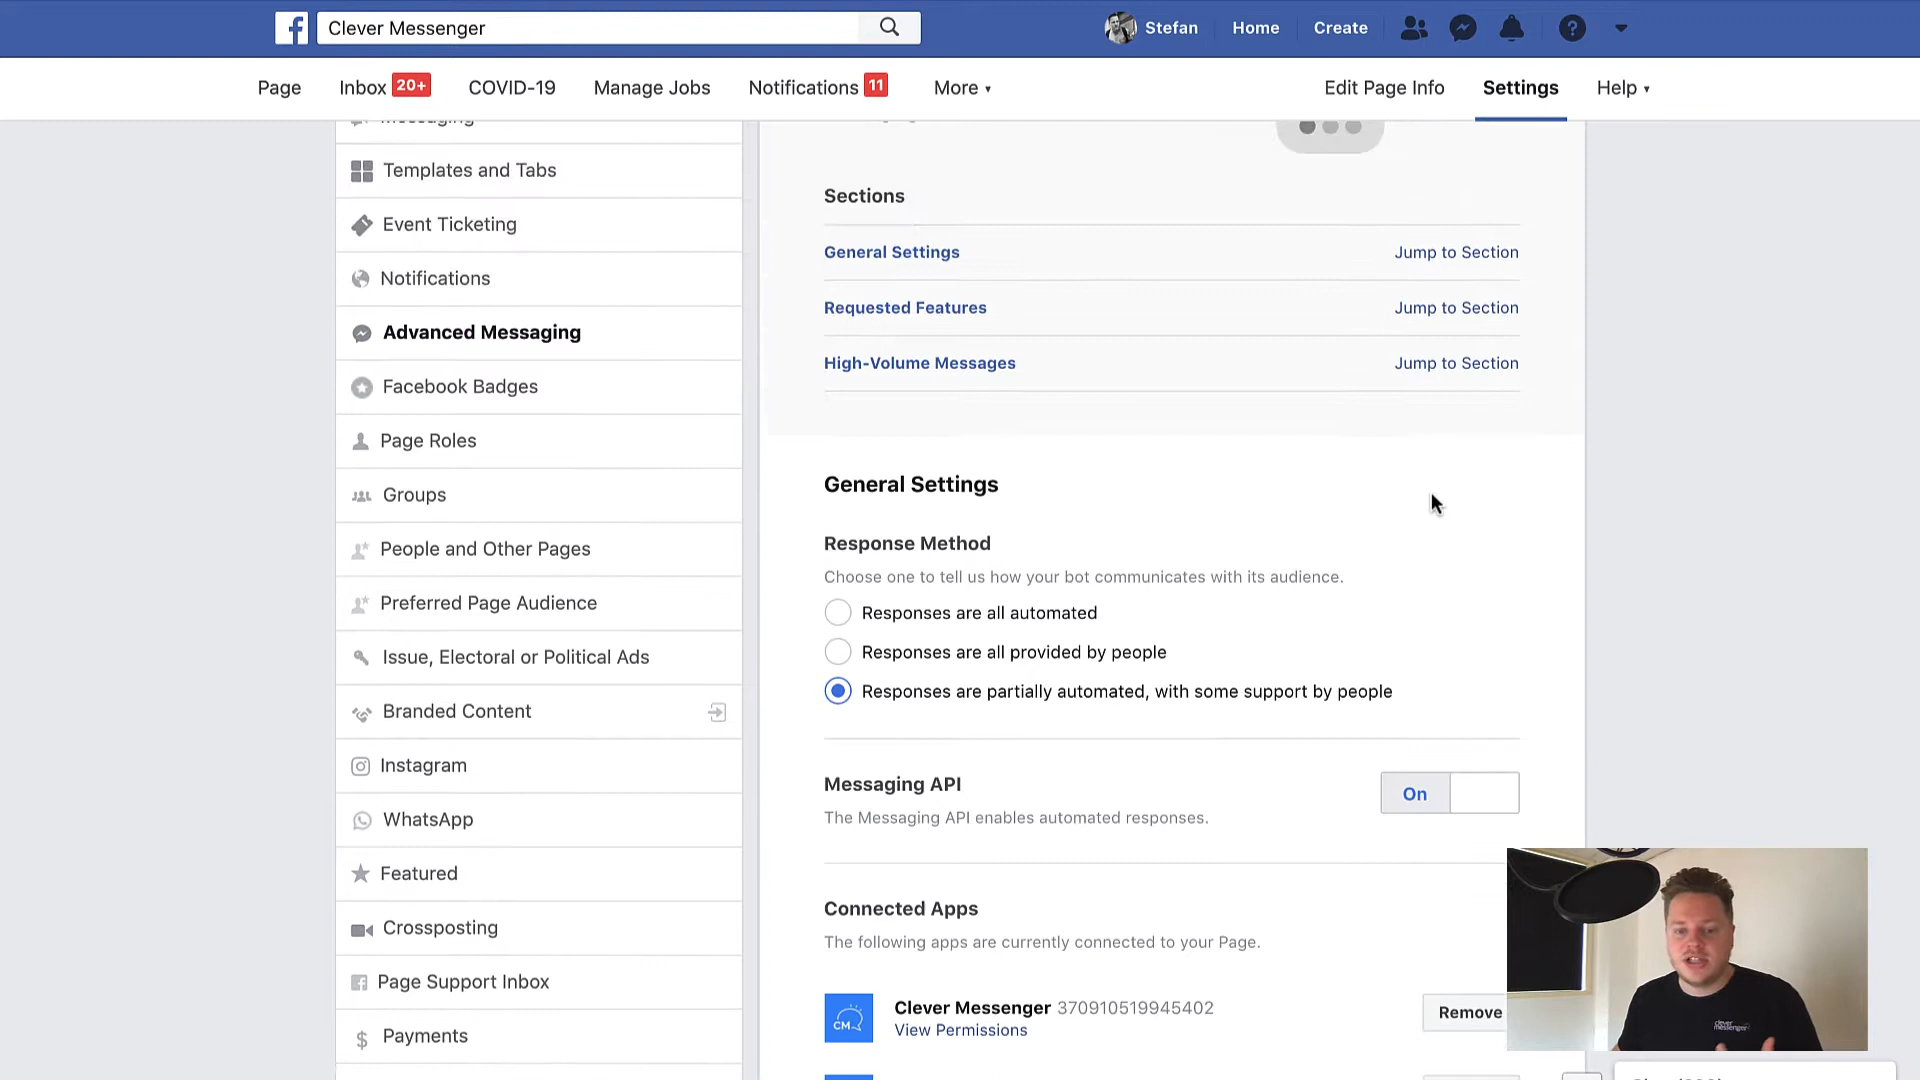 Clever Messenger
Stefan
Home
Create
Page
Inbox 20+
COVID-19
Manage Jobs
Notifications 11
More
Edit Page Info
Settings
Help
Messaging
Templates and Tabs
Event Ticketing
Notifications
Advanced Messaging
Facebook Badges
Page Roles
Groups
People and Other Pages
Preferred Page Audience
Issue, Electoral or Political Ads
Branded Content
Instagram
WhatsApp
Featured
Crossposting
Page Support Inbox
Payments
Sections
General Settings Jump to Section
Requested Features Jump to Section
High-Volume Messages Jump to Section
General Settings
Response Method
Choose one to tell us how your bot communicates with its audience.
Responses are all automated
Responses are all provided by people
Responses are partially automated, with some support by people
Messaging API
On
The Messaging API enables automated responses.
Connected Apps
The following apps are currently connected to your Page.
CM
Clever Messenger 370910519945402
View Permissions
Remove
clever
messenger